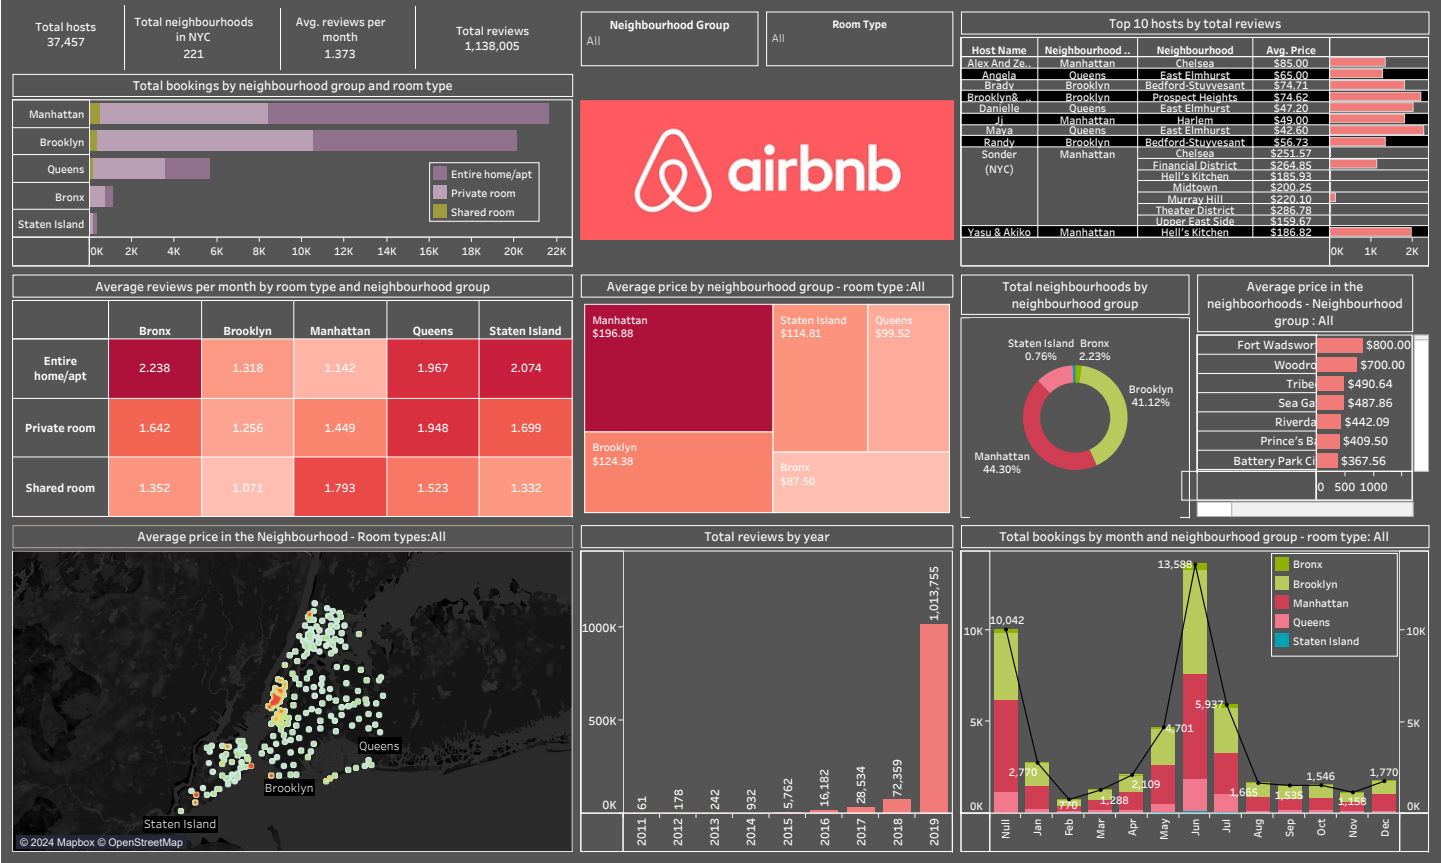 Total hosts
37,457
Total neighbourhoods
in NYC
221
Avg. reviews per
month
1.373
Total reviews
1,138,005
Neighbourhood Group
All
Room Type
All
Top 10 hosts by total reviews
Host Name Neighbourhood .. Neighbourhood Avg. Price
Alex And Ze.. Manhattan Chelsea $85.00
Angela Queens East Elmhurst $65.00
Brady Brooklyn Bedford-Stuyvesant $74.71
Brooklyn& .. Brooklyn Prospect Heights $74.62
Danielle Queens East Elmhurst $47.20
Jj Manhattan Harlem $49.00
Maya Queens East Elmhurst $42.60
Randy Brooklyn Bedford-Stuyvesant $56.73
Sonder Manhattan Chelsea $251.57
(NYC) Financial District $264.85
Hell's Kitchen $185.93
Midtown $200.25
Murray Hill $220.10
Theater District $286.78
Upper East Side $159.67
Yasu & Akiko Manhattan Hell's Kitchen $186.82
0K 1K 2K
Total bookings by neighbourhood group and room type
Manhattan
Brooklyn
Queens
Bronx
Staten Island
Entire home/apt
Private room
Shared room
0K 2K 4K 6K 8K 10K 12K 14K 16K 18K 20K 22K
airbnb
Average reviews per month by room type and neighbourhood group
Bronx Brooklyn Manhattan Queens Staten Island
Entire
home/apt
2.238 1.318 1.142 1.967 2.074
Private room 1.642 1.256 1.449 1.948 1.699
Shared room 1.352 1.071 1.793 1.523 1.332
Average price by neighbourhood group - room type :All
Manhattan
$196.88
Staten Island
$114.81
Queens
$99.52
Brooklyn
$124.38
Bronx
$87.50
Total neighbourhoods by
neighbourhood group
Staten Island
0.76%
Bronx
2.23%
Brooklyn
41.12%
Manhattan
44.30%
Average price in the
neighboorhoods - Neighbourhood
group : All
Fort Wadswor $800.00
Woodro $700.00
Tribe $490.64
Sea Ga $487.86
Riverda $442.09
Prince's Ba $409.50
Battery Park Ci $367.56
0 500 1000
Average price in the Neighbourhood - Room types:All
Queens
Brooklyn
Staten Island
© 2024 Mapbox © OpenStreetMap
Total reviews by year
1000K
500K
0K
61 178 242 932 5,762 16,182 28,534 72,359 1,013,755
2011 2012 2013 2014 2015 2016 2017 2018 2019
Total bookings by month and neighbourhood group - room type: All
Bronx
Brooklyn
Manhattan
Queens
Staten Island
10K 10K
5K 5K
0K 0K
10,042 2,770 770 1,288 2,109 4,701 13,588 5,937 1,665 1,535 1,546 1,158 1,770
Null Jan Feb Mar Apr May Jun Jul Aug Sep Oct Nov Dec